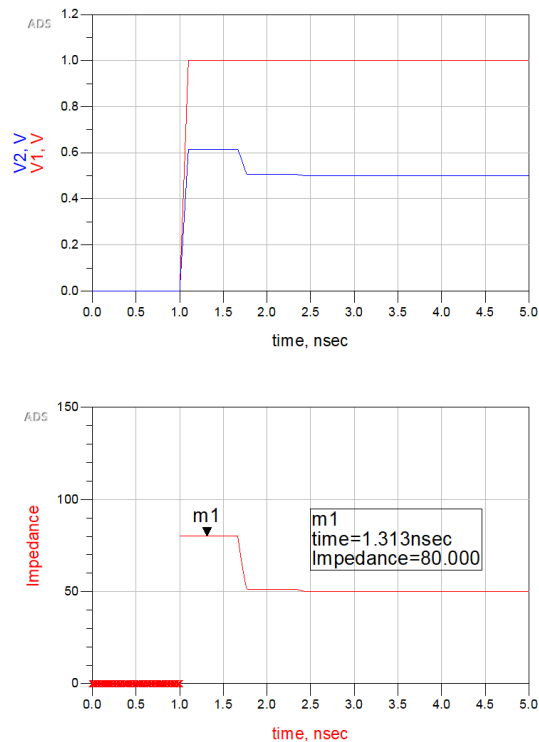 ADS
V2, V
V1, V
1.2
1.0
0.8
0.6
0.4
0.2
0.0
0.0 0.5 1.0 1.5 2.0 2.5 3.0 3.5 4.0 4.5 5.0
time, nsec
ADS
Impedance
150
100
50
0
m1
m1
time=1.313nsec
Impedance=80.000
0.0 0.5 1.0 1.5 2.0 2.5 3.0 3.5 4.0 4.5 5.0
time, nsec